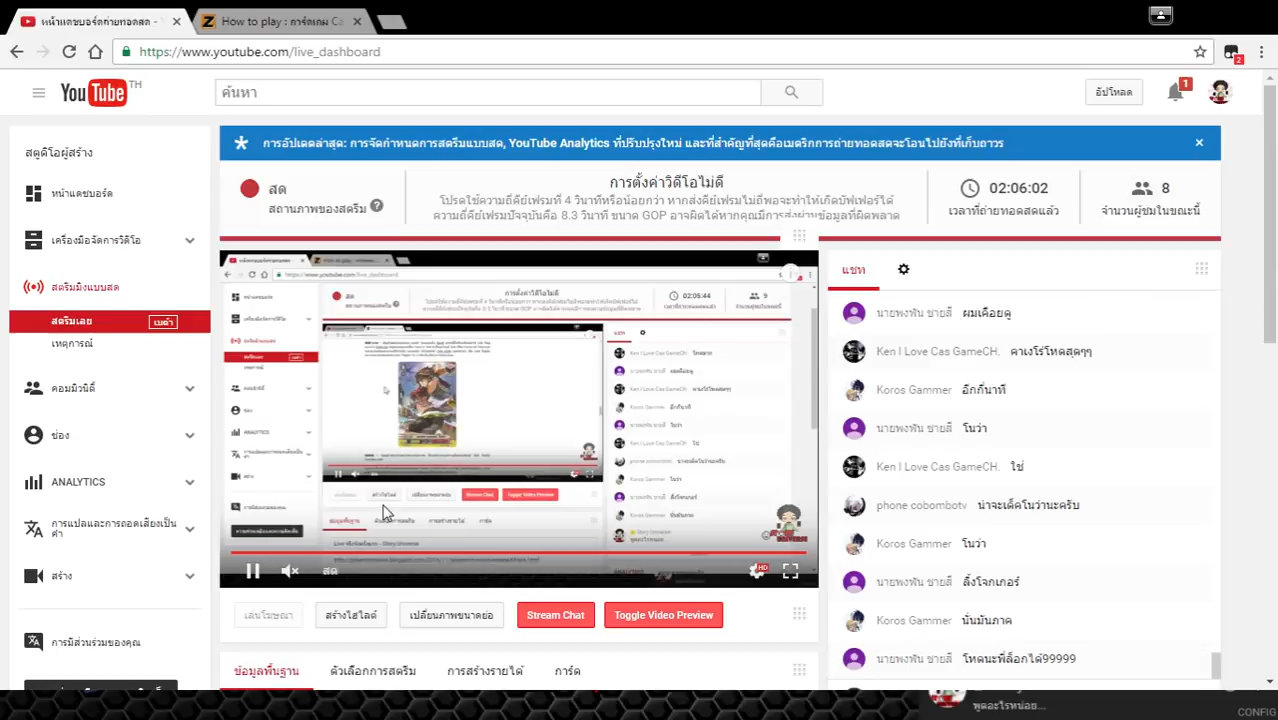 หน้าแดชบอร์ดถ่ายทอดสด -
How to play : การ์ดเกม Ca
https://www.youtube.com/live_dashboard
2
YouTube TH
ค้นหา
อัปโหลด
1
สตูดิโอผู้สร้าง
หน้าแดชบอร์ด
เครื่องมือจัดการวิดีโอ
สตรีมมิงแบบสด
สตรีมเลย
เบต้า
เหตุการณ์
คอมมิวนิตี้
ช่อง
ANALYTICS
การแปลและการถอดเสียงเป็น
คำ
สร้าง
การมีส่วนร่วมของคุณ
การอัปเดตล่าสุด: การจัดกำหนดการสตรีมแบบสด, YouTube Analytics ที่ปรับปรุงใหม่ และที่สำคัญที่สุดคือเมตริกการถ่ายทอดสดจะโอนไปยังที่เก็บถาวร
สด
สถานภาพของสตรีม
การตั้งค่าวิดีโอไม่ดี
โปรดใช้ความถี่คีย์เฟรมที่ 4 วินาทีหรือน้อยกว่า หากส่งคีย์เฟรมไม่ถี่พอจะทำให้เกิดบัฟเฟอร์ได้
ความถี่คีย์เฟรมปัจจุบันคือ 8.3 วินาที ขนาด GOP อาจผิดได้หากคุณมีการส่งผ่านข้อมูลที่ผิดพลาด
02:06:02
เวลาที่ถ่ายทอดสดแล้ว
8
จำนวนผู้ชมในขณะนี้
02:05:44
9
ANALYTICS
Stream Chat
Toggle Video Preview
สด
HD
เล่นโฆษณา
สร้างไฮไลต์
เปลี่ยนภาพขนาดย่อ
Stream Chat
Toggle Video Preview
ข้อมูลพื้นฐาน
ตัวเลือกการสตรีม
การสร้างรายได้
การ์ด
แชท
นายพงพัน ชายสี ผมเคือยดู
Ken I Love Cas GameCH. คาเงโร่โหดสุดๆๆ
Koros Gammer อีกกี่นาที
นายพงพัน ชายสี โนว่า
Ken I Love Cas GameCH. ใช่
phone cobombotv น่าจะเด็คโนว่านะครับ
Koros Gammer โนว่า
นายพงพัน ชายสี ลิ้งโจกเกอร์
Koros Gammer นั่นมันภาค
นายพงพัน ชายสี โหดนะพี่ล็อกได้99999
พูดอะไรหน่อย...
CONFIG